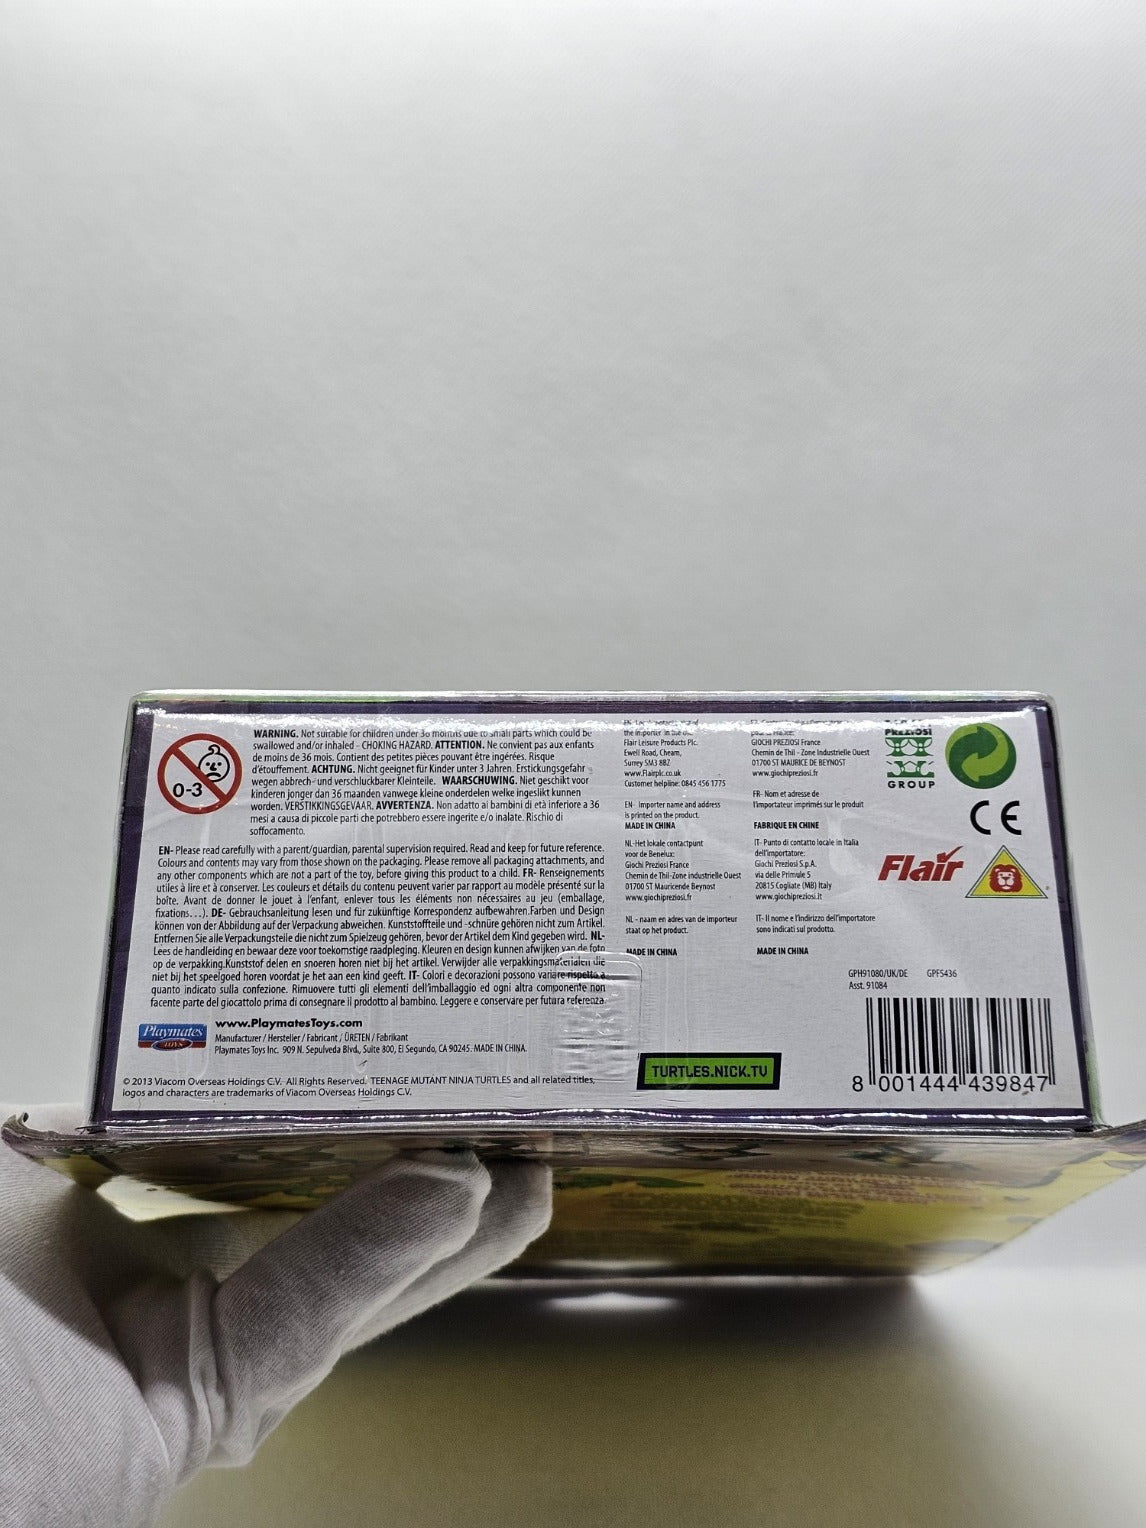 0-3
WARNING. Not suitable for children under 36 months due to small parts which could be
swallowed and/or inhaled - CHOKING HAZARD. ATTENTION. Ne convient pas aux enfants
de moins de 36 mois. Contient des petites pièces pouvant être ingérées. Risque
d'étouffement. ACHTUNG. Nicht geeignet für Kinder unter 3 Jahren. Erstickungsgefahr
wegen abbrech- und verschluckbarer Kleinteile. WAARSCHUWING. Niet geschikt voor
kinderen jonger dan 36 maanden vanwege kleine onderdelen welke ingeslikt kunnen
worden. VERSTIKKINGSGEVAAR. AVVERTENZA. Non adatto ai bambini di età inferiore a 36
mesi a causa di piccole parti che potrebbero essere ingerite e/o inalate. Rischio di
soffocamento.
EN- Please read carefully with a parent/guardian, parental supervision required. Read and keep for future reference.
Colours and contents may vary from those shown on the packaging. Please remove all packaging attachments, and
any other components which are not a part of the toy, before giving this product to a child. FR- Renseignements
utiles à lire et à conserver. Les couleurs et détails du contenu peuvent varier par rapport au modèle présenté sur la
boîte. Avant de donner le jouet à l'enfant, enlever tous les éléments non nécessaires au jeu (emballage,
fixations...). DE- Gebrauchsanleitung lesen und für zukünftige Korrespondenz aufbewahren.Farben und Design
können von der Abbildung auf der Verpackung abweichen. Kunststoffteile und -schnüre gehören nicht zum Artikel.
Entfernen Sie alle Verpackungsteile die nicht zum Spielzeug gehören, bevor der Artikel dem Kind gegeben wird. NL-
Lees de handleiding en bewaar deze voor toekomstige raadpleging. Kleuren en design kunnen afwijken van de foto
op de verpakking.Kunststof delen en snoeren horen niet bij het artikel. Verwijder alle verpakkingsmaterialen die
niet bij het speelgoed horen voordat je het aan een kind geeft. IT- Colori e decorazioni possono variare rispetto a
quanto indicato sulla confezione. Rimuovere tutti gli elementi dell'imballaggio ed ogni altra componente non
facente parte del giocattolo prima di consegnare il prodotto al bambino. Leggere e conservare per futura referenza.
Playmates
TOYS
www.PlaymatesToys.com
Manufacturer / Hersteller / Fabricant / ÜRETEN / Fabrikant
Playmates Toys Inc. 909 N. Sepulveda Blvd., Suite 800, El Segundo, CA 90245. MADE IN CHINA.
© 2013 Viacom Overseas Holdings C.V. All Rights Reserved. TEENAGE MUTANT NINJA TURTLES and all related titles,
logos and characters are trademarks of Viacom Overseas Holdings C.V.
the importer in the
Flair Leisure Products Plc.
Ewell Road, Cheam,
Surrey SM3 8BZ
www.Flairplc.co.uk
Customer helpline: 0845 456 1775
EN- Importer name and address
is printed on the product.
MADE IN CHINA
NL-Het lokale contactpunt
voor de Benelux:
Giochi Preziosi France
Chemin de Thil-Zone industrielle Ouest
01700 ST Mauricende Beynost
www.giochipreziosi.fr
NL - naam en adres van de importeur
staat op het product.
MADE IN CHINA
GIOCHI PREZIOSI France
Chemin de Thil - Zone Industrielle Ouest
01700 ST MAURICE DE BEYNOST
www.giochipreziosi.fr
FR- Nom et adresse de
l'importateur imprimés sur le produit
FABRIQUE EN CHINE
IT- Punto di contatto locale in Italia
dell'importatore:
Giochi Preziosi S.p.A.
via delle Primule 5
20815 Cogliate (MB) Italy
www.giochipreziosi.it
IT- Il nome e l'indirizzo dell'importatore
sono indicati sul prodotto.
MADE IN CHINA
TURTLES.NICK.TV
PREZIOSI
GROUP
CE
Flair
GPH91080/UK/DE GPF5436
Asst. 91084
8 001444 439847